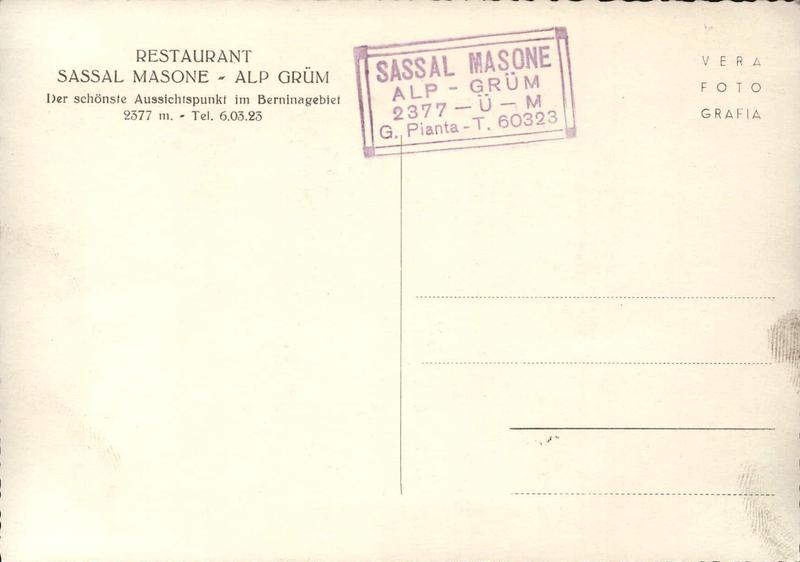 RESTAURANT
SASSAL MASONE - ALP GRÜM
Der schönste Aussichtspunkt im Berninagebiet
2377 m. - Tel. 6.03.23
SASSAL MASONE
ALP - GRÜM
2377 - Ü - M
G. Pianta - T. 60323
VERA
FOTO
GRAFIA